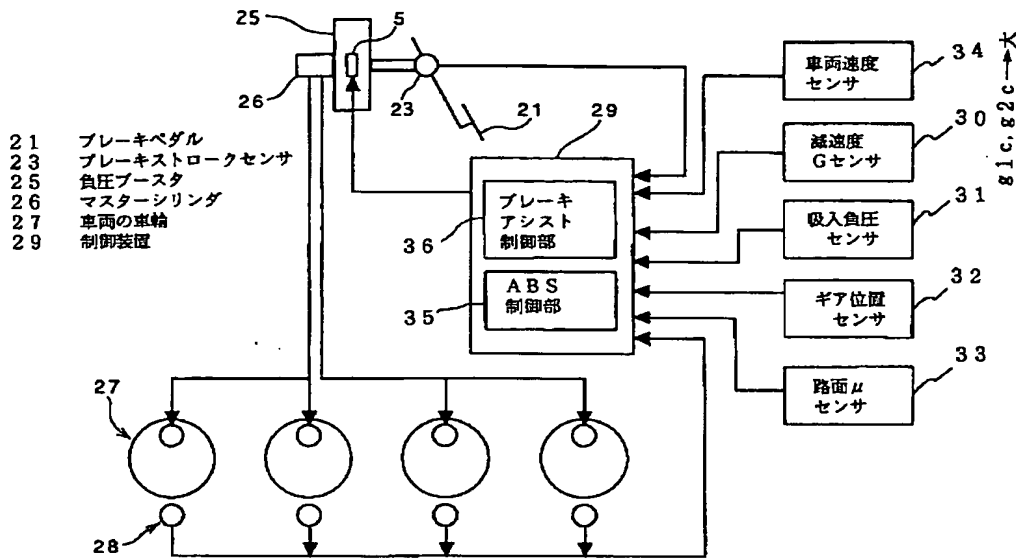 25
5
26
23
21
29
21 ブレーキペダル
23 ブレーキストロークセンサ
25 負圧ブースタ
26 マスターシリンダ
27 車両の車輪
29 制御装置
ブレーキ
アシスト
制御部
36
ABS
制御部
35
車両速度
センサ
34
減速度
Gセンサ
30
吸入負圧
センサ
31
ギア位置
センサ
32
路面μ
センサ
33
g1c,g2c→大
27
28